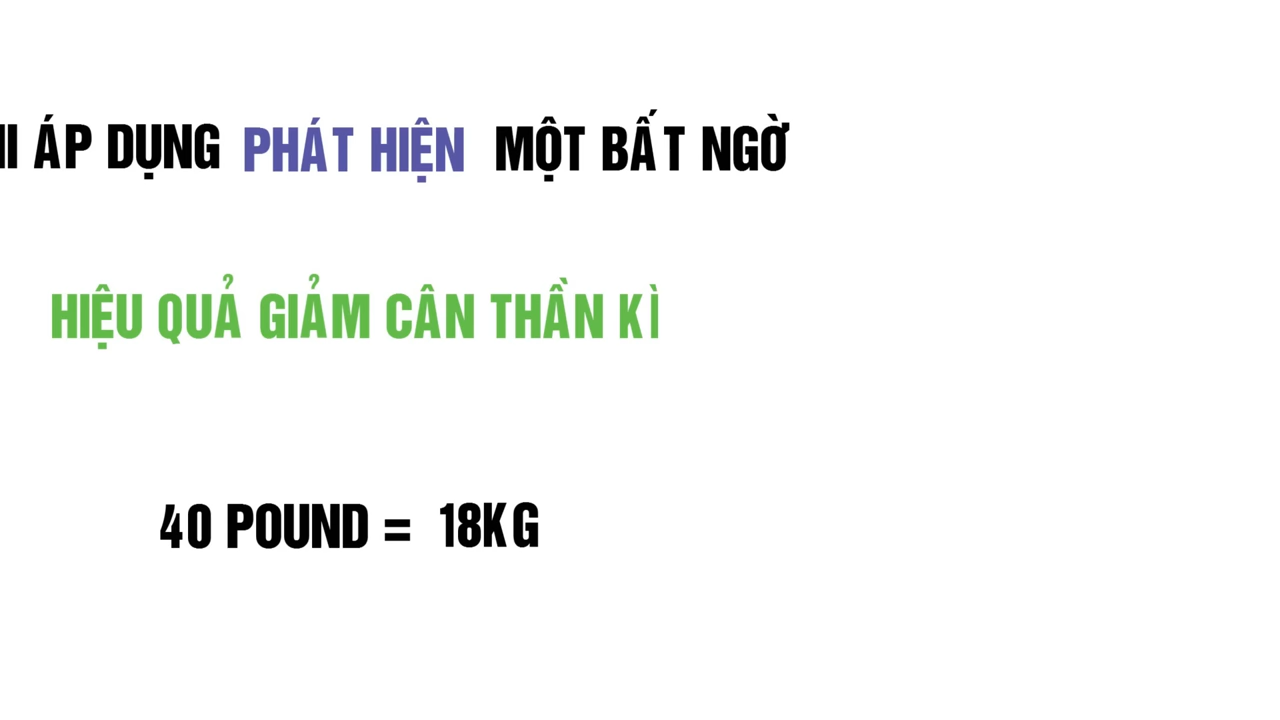 ÁP DỤNG PHÁT HIỆN MỘT BẤT NGỜ
HIỆU QUẢ GIẢM CÂN THẦN KÌ
40 POUND = 18KG